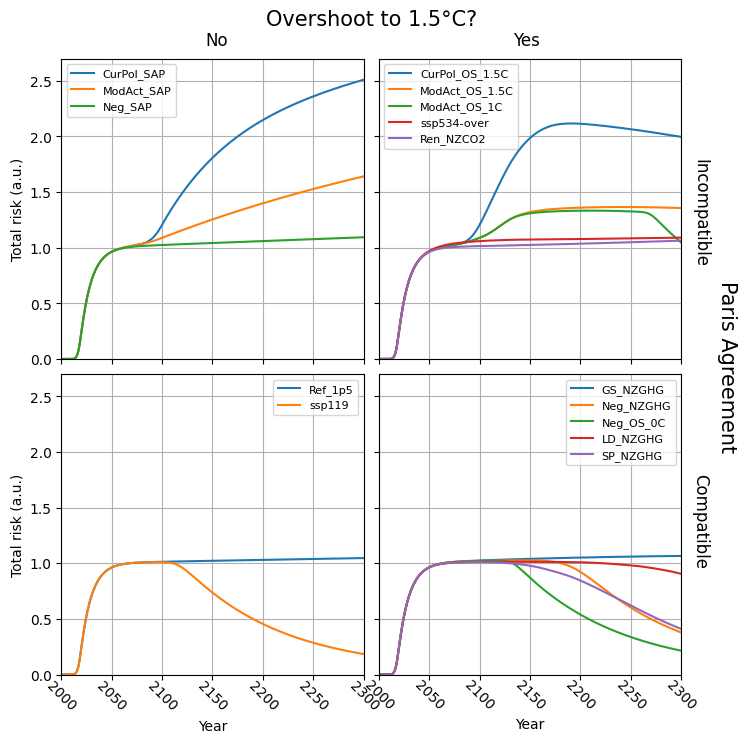 Overshoot to 1.5°C?
No
Yes
CurPol_SAP
ModAct_SAP
Neg_SAP
CurPol_OS_1.5C
ModAct_OS_1.5C
ModAct_OS_1C
ssp534-over
Ren_NZCO2
2.5
2.0
1.5
1.0
0.5
0.0
Total risk (a.u.)
Incompatible
Paris Agreement
Ref_1p5
ssp119
GS_NZGHG
Neg_NZGHG
Neg_OS_0C
LD_NZGHG
SP_NZGHG
2.5
2.0
1.5
1.0
0.5
0.0
Total risk (a.u.)
Compatible
2000
2050
2100
2150
2200
2250
2300
2000
2050
2100
2150
2200
2250
2300
Year
Year